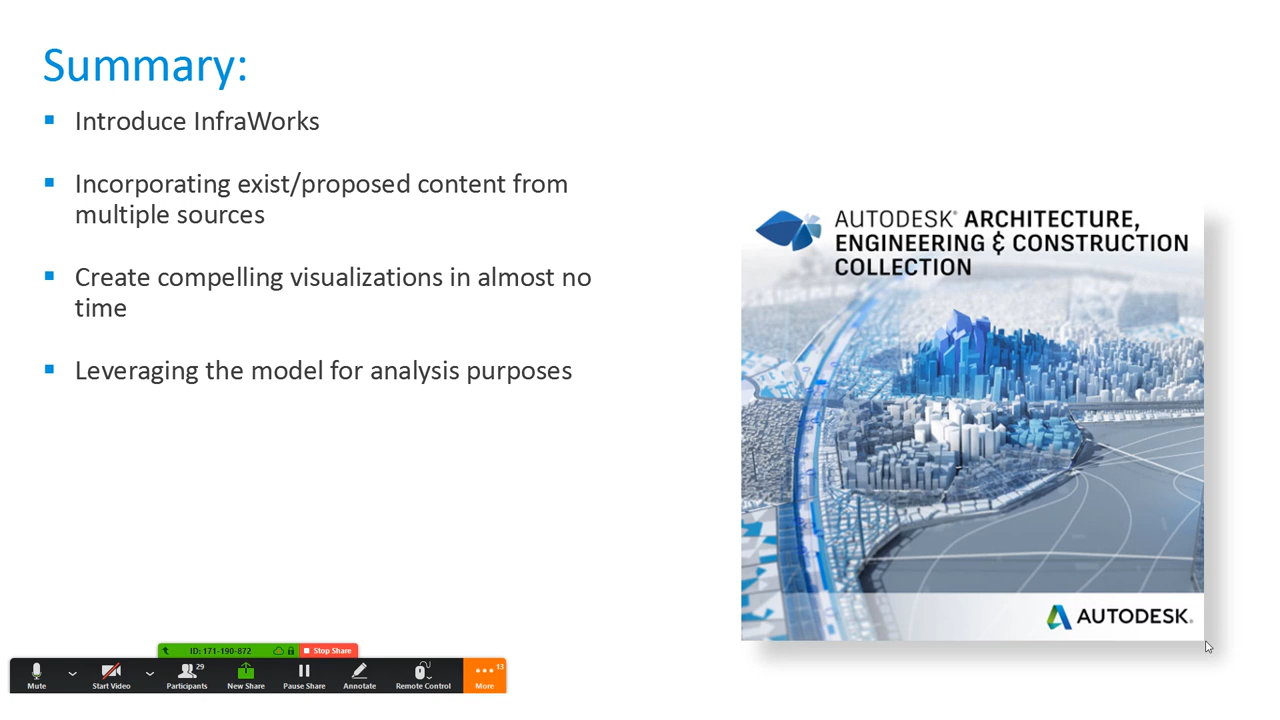 Summary:
Introduce InfraWorks
Incorporating exist/proposed content from
multiple sources
Create compelling visualizations in almost no
time
Leveraging the model for analysis purposes
AUTODESK® ARCHITECTURE,
ENGINEERING & CONSTRUCTION
COLLECTION
AUTODESK®
ID: 171-190-872 Stop Share
Mute Start Video Participants 29 New Share Pause Share Annotate Remote Control More 13